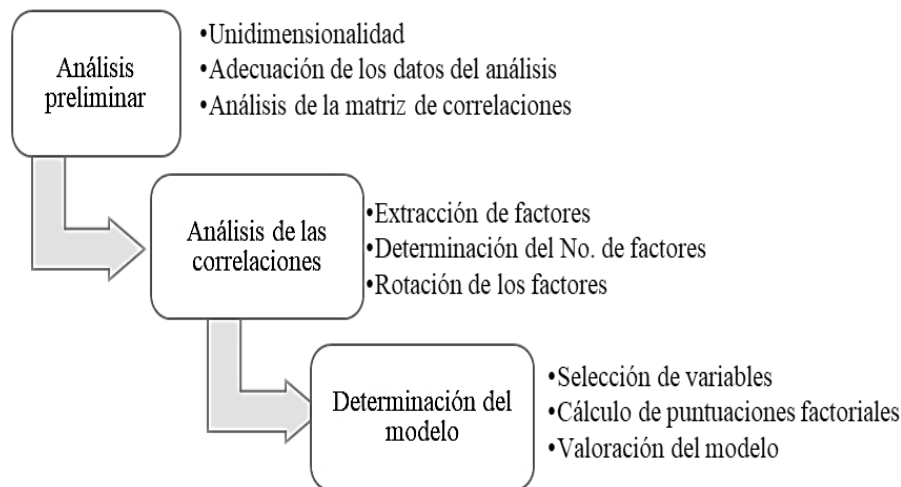 Análisis
preliminar
•Unidimensionalidad
•Adecuación de los datos del análisis
•Análisis de la matriz de correlaciones
Análisis de las
correlaciones
•Extracción de factores
•Determinación del No. de factores
•Rotación de los factores
Determinación del
modelo
•Selección de variables
•Cálculo de puntuaciones factoriales
•Valoración del modelo